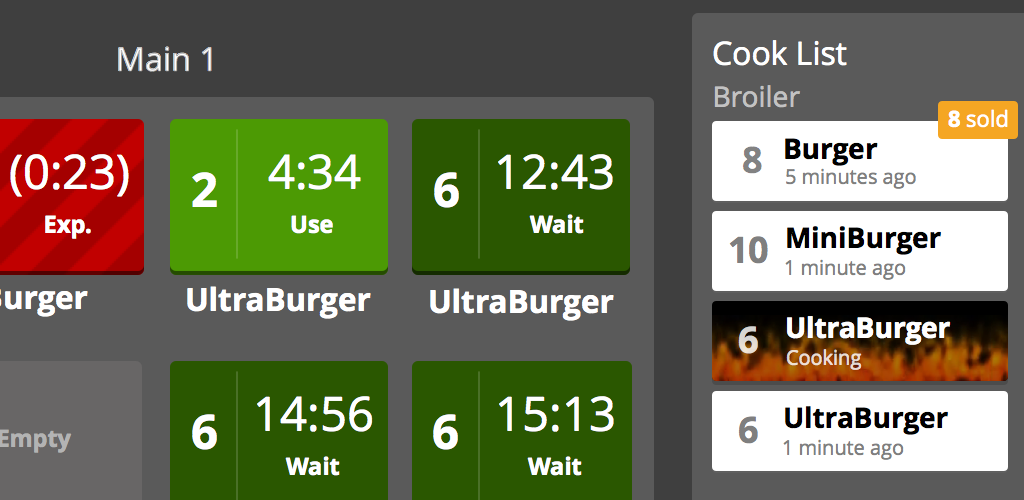 Main 1
(0:23)
Exp.
2
4:34
Use
UltraBurger
6
12:43
Wait
UltraBurger
Empty
6
14:56
Wait
6
15:13
Wait
Cook List
Broiler
8 sold
8
Burger
5 minutes ago
10
MiniBurger
1 minute ago
6
UltraBurger
Cooking
6
UltraBurger
1 minute ago